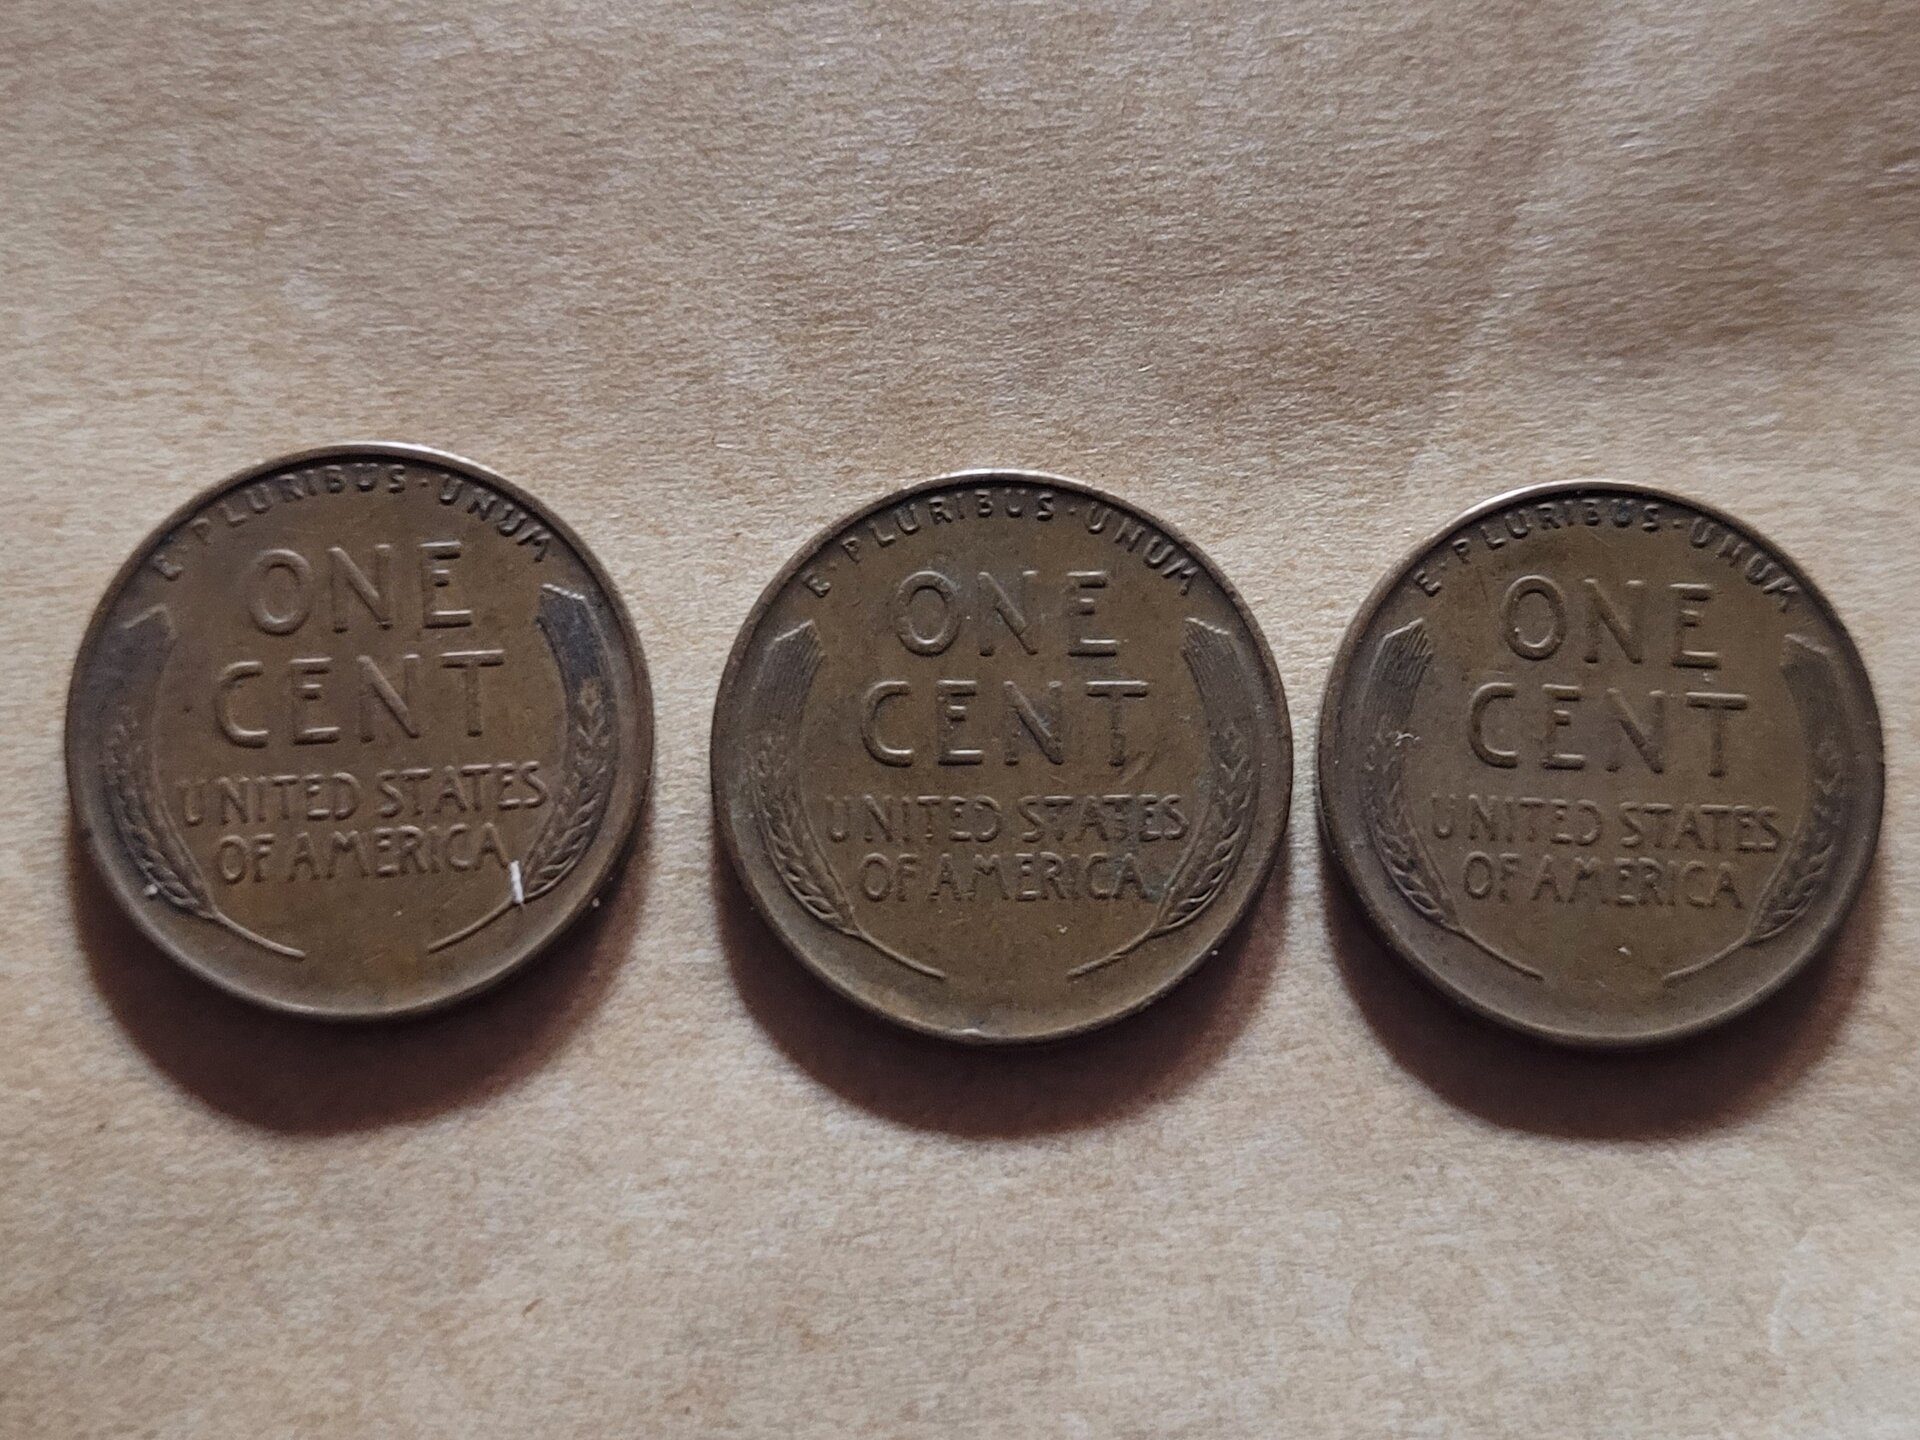 E · PLURIBUS · UNUM
ONE
CENT
UNITED STATES
OF AMERICA
E · PLURIBUS · UNUM
ONE
CENT
UNITED STATES
OF AMERICA
E · PLURIBUS · UNUM
ONE
CENT
UNITED STATES
OF AMERICA